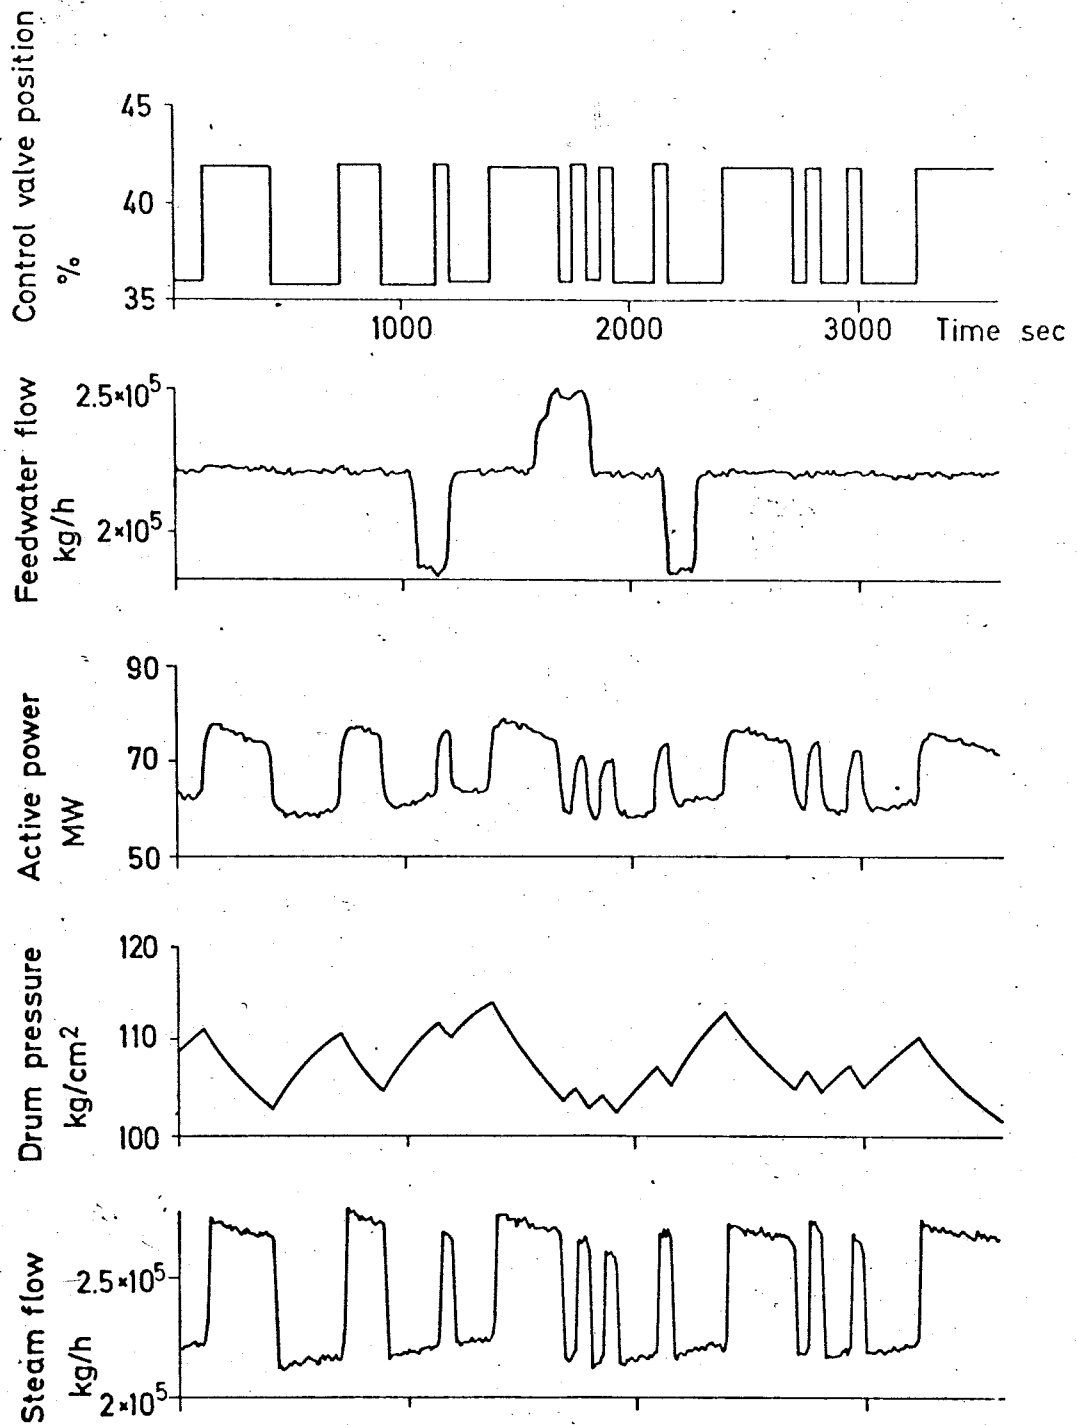 Control valve position
%
45
40
35
1000 2000 3000 Time sec
Feedwater flow
kg/h
2.5×10⁵
2×10⁵
Active power
MW
90
70
50
Drum pressure
kg/cm²
120
110
100
Steam flow
kg/h
2.5×10⁵
2×10⁵